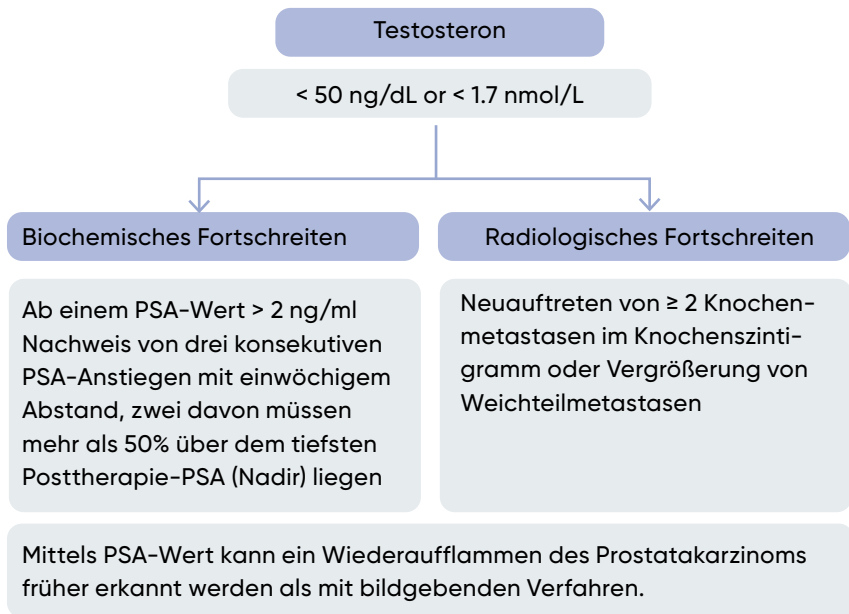 Testosteron
< 50 ng/dL or < 1.7 nmol/L
Biochemisches Fortschreiten
Ab einem PSA-Wert > 2 ng/ml
Nachweis von drei konsekutiven
PSA-Anstiegen mit einwöchigem
Abstand, zwei davon müssen
mehr als 50% über dem tiefsten
Posttherapie-PSA (Nadir) liegen
Radiologisches Fortschreiten
Neuauftreten von ≥ 2 Knochen-
metastasen im Knochenszinti-
gramm oder Vergrößerung von
Weichteilmetastasen
Mittels PSA-Wert kann ein Wiederaufflammen des Prostatakarzinoms
früher erkannt werden als mit bildgebenden Verfahren.